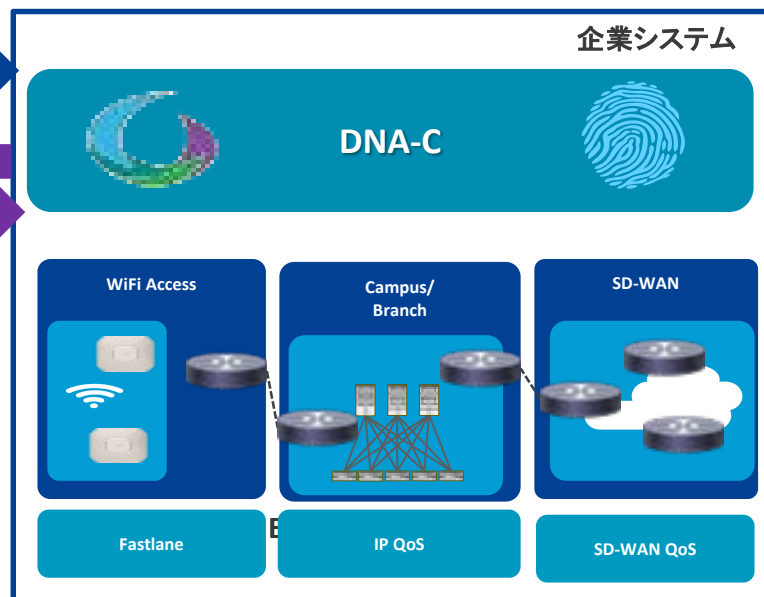 企業システム
DNA-C
WiFi Access
Campus/
Branch
SD-WAN
Fastlane
IP QoS
SD-WAN QoS